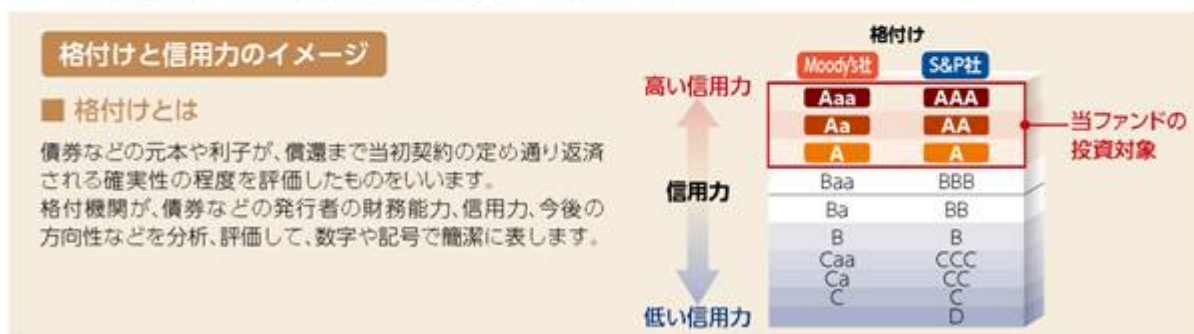 格付けと信用力のイメージ
■ 格付けとは
債券などの元本や利子が、償還まで当初契約の定め通り返済
される確実性の程度を評価したものをいいます。
格付機関が、債券などの発行者の財務能力、信用力、今後の
方向性などを分析、評価して、数字や記号で簡潔に表します。
格付け
Moody's社 S&P社
高い信用力
Aaa AAA
Aa AA
A A
当ファンドの
投資対象
信用力
Baa BBB
Ba BB
B B
Caa CCC
Ca CC
C C
D
低い信用力